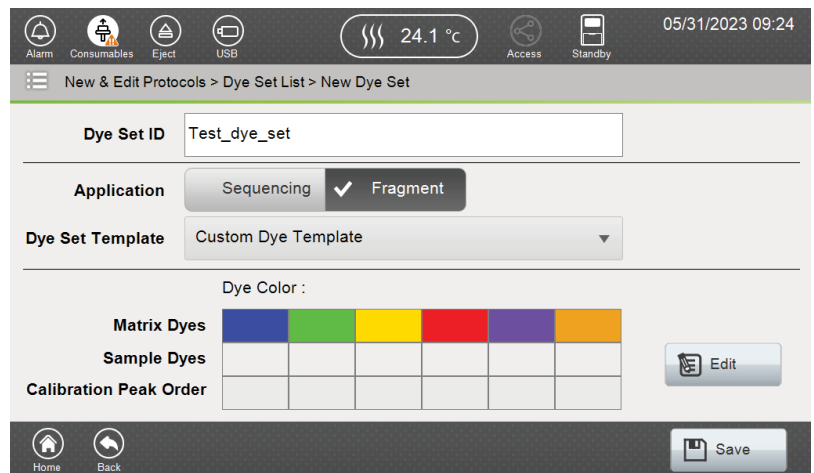 24.1 °c
05/31/2023 09:24
Alarm Consumables Eject USB Access Standby
New & Edit Protocols > Dye Set List > New Dye Set
Dye Set ID Test_dye_set
Application Sequencing Fragment
Dye Set Template Custom Dye Template
Dye Color :
Matrix Dyes
Sample Dyes
Edit
Calibration Peak Order
Save
Home Back